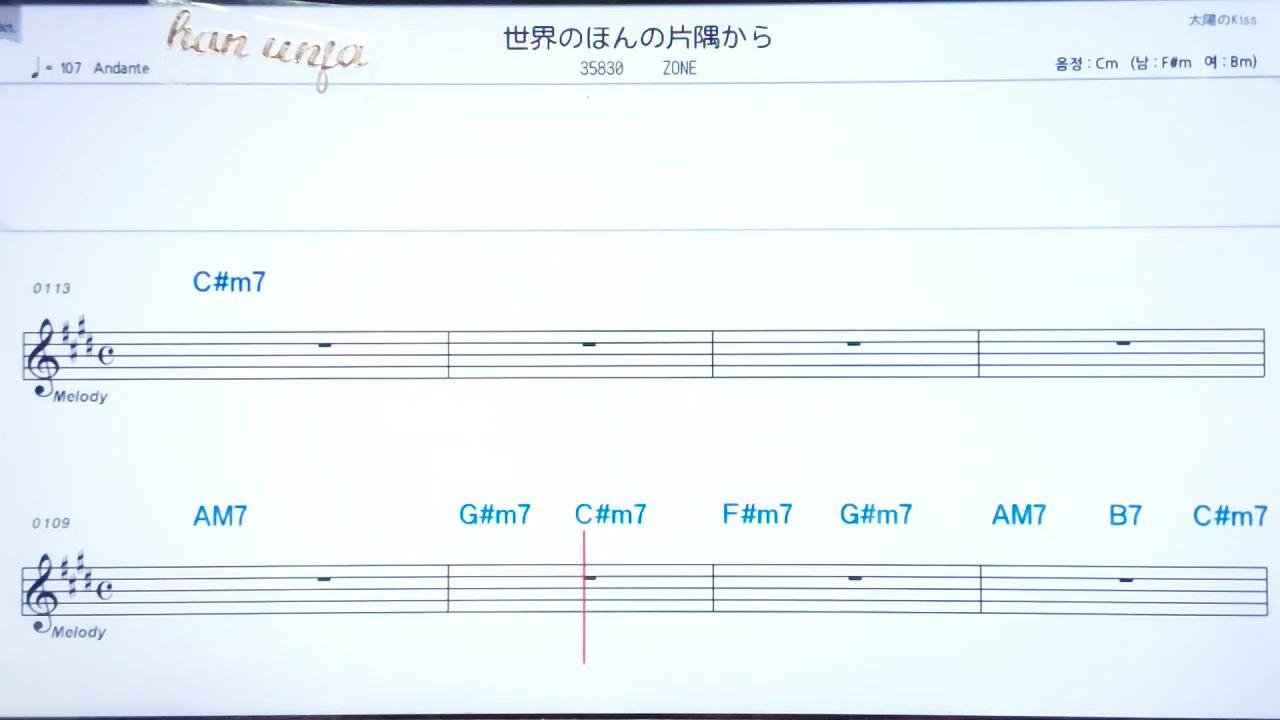 han unja
世界のほんの片隅から
太陽のKiss
♩= 107 Andante
35830 ZONE
음정 : Cm (남 : F#m 여 : Bm)
0113
C#m7
Melody
0109
AM7 G#m7 C#m7 F#m7 G#m7 AM7 B7 C#m7
Melody